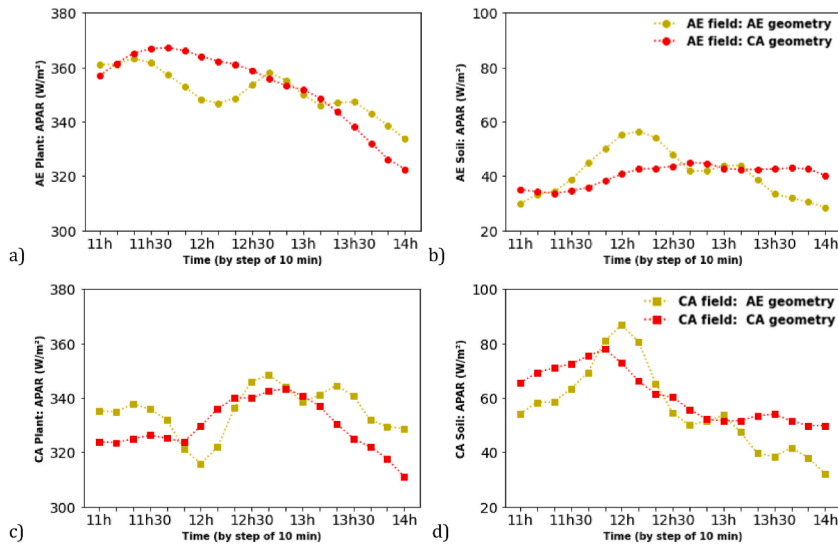 380
360
340
320
300
AE Plant: APAR (W/m²)
11h 11h30 12h 12h30 13h 13h30 14h
Time (by step of 10 min)
a)
100
80
60
40
20
AE Soil: APAR (W/m²)
AE field: AE geometry
AE field: CA geometry
11h 11h30 12h 12h30 13h 13h30 14h
Time (by step of 10 min)
b)
380
360
340
320
300
CA Plant: APAR (W/m²)
11h 11h30 12h 12h30 13h 13h30 14h
Time (by step of 10 min)
c)
100
80
60
40
20
CA Soil: APAR (W/m²)
CA field: AE geometry
CA field: CA geometry
11h 11h30 12h 12h30 13h 13h30 14h
Time (by step of 10 min)
d)